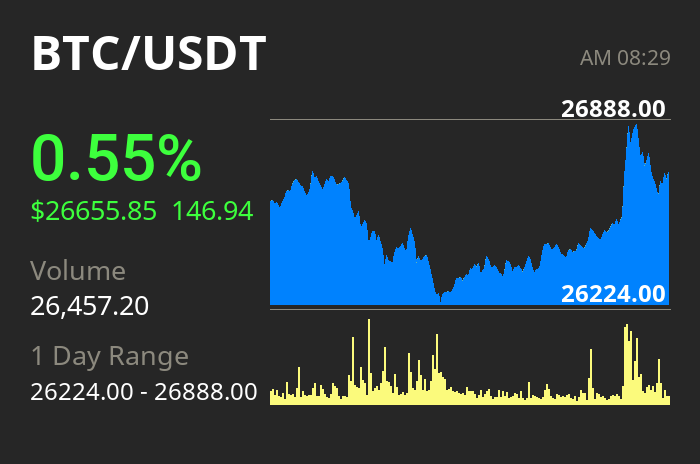 BTC/USDT
AM 08:29
26888.00
0.55%
$26655.85 146.94
Volume
26,457.20
26224.00
1 Day Range
26224.00 - 26888.00